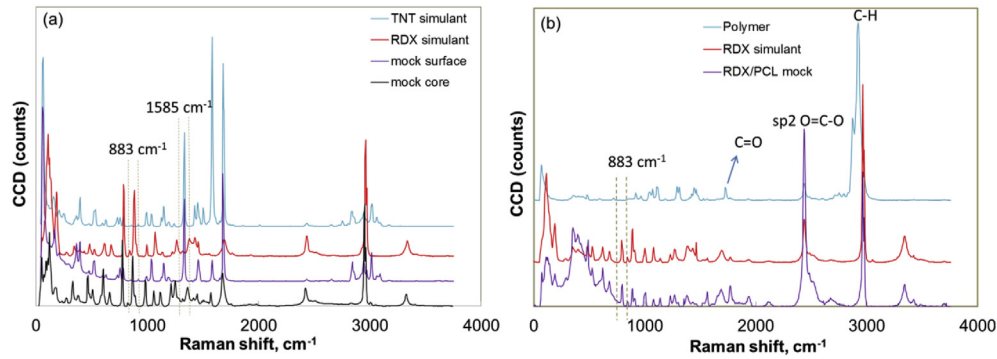 (a)
TNT simulant
RDX simulant
mock surface
mock core
1585 cm-1
883 cm-1
CCD (counts)
0 1000 2000 3000 4000
Raman shift, cm-1
(b)
C-H
Polymer
RDX simulant
RDX/PCL mock
sp2 O=C-O
C=O
883 cm-1
CCD (counts)
0 1000 2000 3000 4000
Raman shift, cm-1